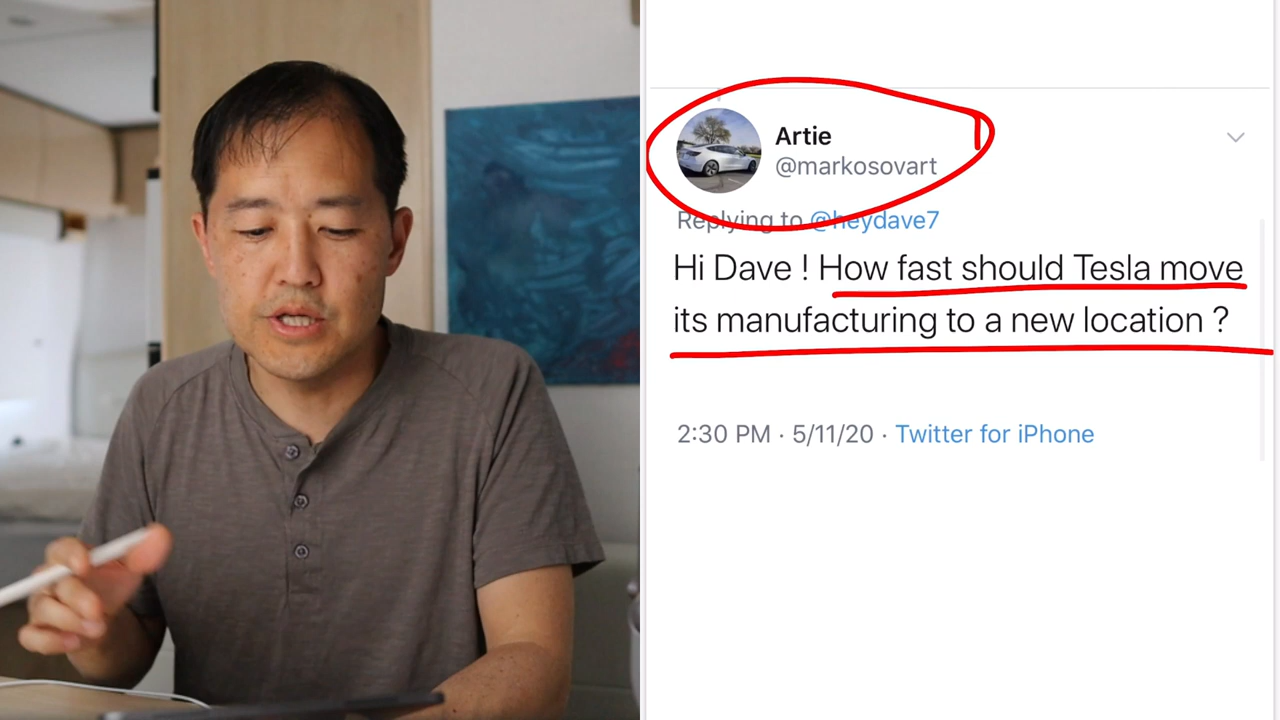 Artie
@markosovart
Replying to @heydave7
Hi Dave ! How fast should Tesla move
its manufacturing to a new location ?
2:30 PM · 5/11/20 · Twitter for iPhone